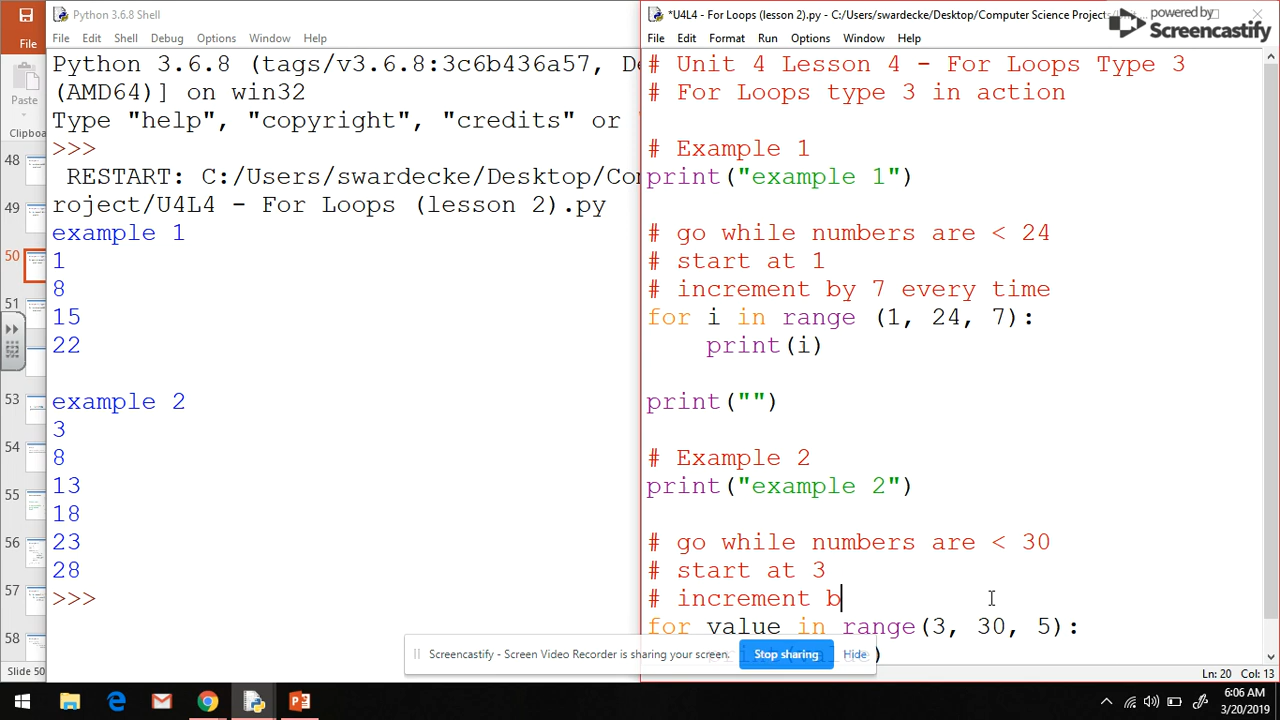 File
Paste
Clipboa
48
49
50
51
53
54
55
56
57
58
Slide 50
Python 3.6.8 Shell
File Edit Shell Debug Options Window Help
Python 3.6.8 (tags/v3.6.8:3c6b436a57, De
(AMD64)] on win32
Type "help", "copyright", "credits" or
>>>
RESTART: C:/Users/swardecke/Desktop/Com
roject/U4L4 - For Loops (lesson 2).py
example 1
1
8
15
22
example 2
3
8
13
18
23
28
>>>
*U4L4 - For Loops (lesson 2).py - C:/Users/swardecke/Desktop/Computer Science Projects/
powered by
Screencastify
File Edit Format Run Options Window Help
# Unit 4 Lesson 4 - For Loops Type 3
# For Loops type 3 in action
# Example 1
print("example 1")
# go while numbers are < 24
# start at 1
# increment by 7 every time
for i in range (1, 24, 7):
print(i)
print("")
# Example 2
print("example 2")
# go while numbers are < 30
# start at 3
# increment b
for value in range(3, 30, 5):
print(value)
Screencastify - Screen Video Recorder is sharing your screen. Stop sharing Hide
Ln: 20 Col: 13
6:06 AM
3/20/2019